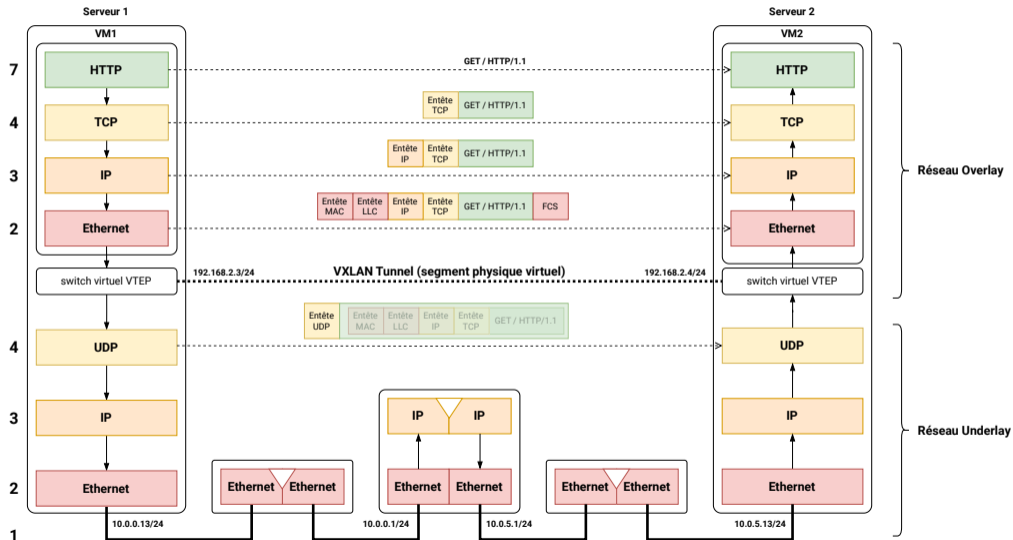 Serveur 1
Serveur 2
VM1
VM2
7
HTTP
GET / HTTP/1.1
HTTP
Entête
TCP
GET / HTTP/1.1
4
TCP
TCP
Entête
IP
Entête
TCP
GET / HTTP/1.1
3
IP
IP
Réseau Overlay
Entête
MAC
Entête
LLC
Entête
IP
Entête
TCP
GET / HTTP/1.1
FCS
2
Ethernet
Ethernet
switch virtuel VTEP
192.168.2.3/24
VXLAN Tunnel (segment physique virtuel)
192.168.2.4/24
switch virtuel VTEP
Entête
UDP
Entête
MAC
Entête
LLC
Entête
IP
Entête
TCP
GET / HTTP/1.1
4
UDP
UDP
3
IP
IP
IP
IP
Réseau Underlay
2
Ethernet
Ethernet
Ethernet
Ethernet
Ethernet
Ethernet
Ethernet
Ethernet
10.0.0.13/24
10.0.0.1/24
10.0.5.1/24
10.0.5.13/24
1